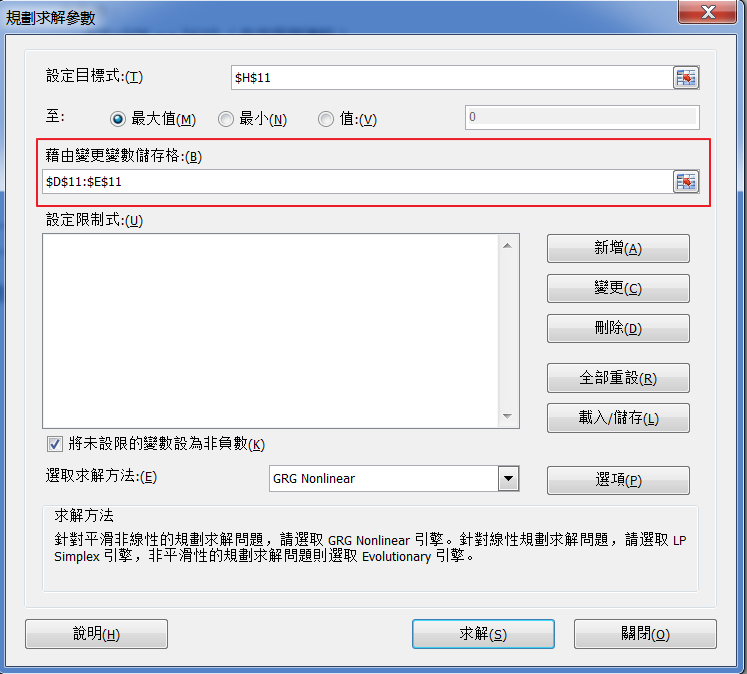 規劃求解參數
設定目標式:(T)
$H$11
至:
最大值(M)
最小(N)
值:(V)
0
藉由變更變數儲存格:(B)
$D$11:$E$11
設定限制式:(U)
新增(A)
變更(C)
刪除(D)
全部重設(R)
載入/儲存(L)
將未設限的變數設為非負數(K)
選取求解方法:(E)
GRG Nonlinear
選項(P)
求解方法
針對平滑非線性的規劃求解問題，請選取 GRG Nonlinear 引擎。針對線性規劃求解問題，請選取 LP
Simplex 引擎，非平滑性的規劃求解問題則選取 Evolutionary 引擎。
說明(H)
求解(S)
關閉(O)